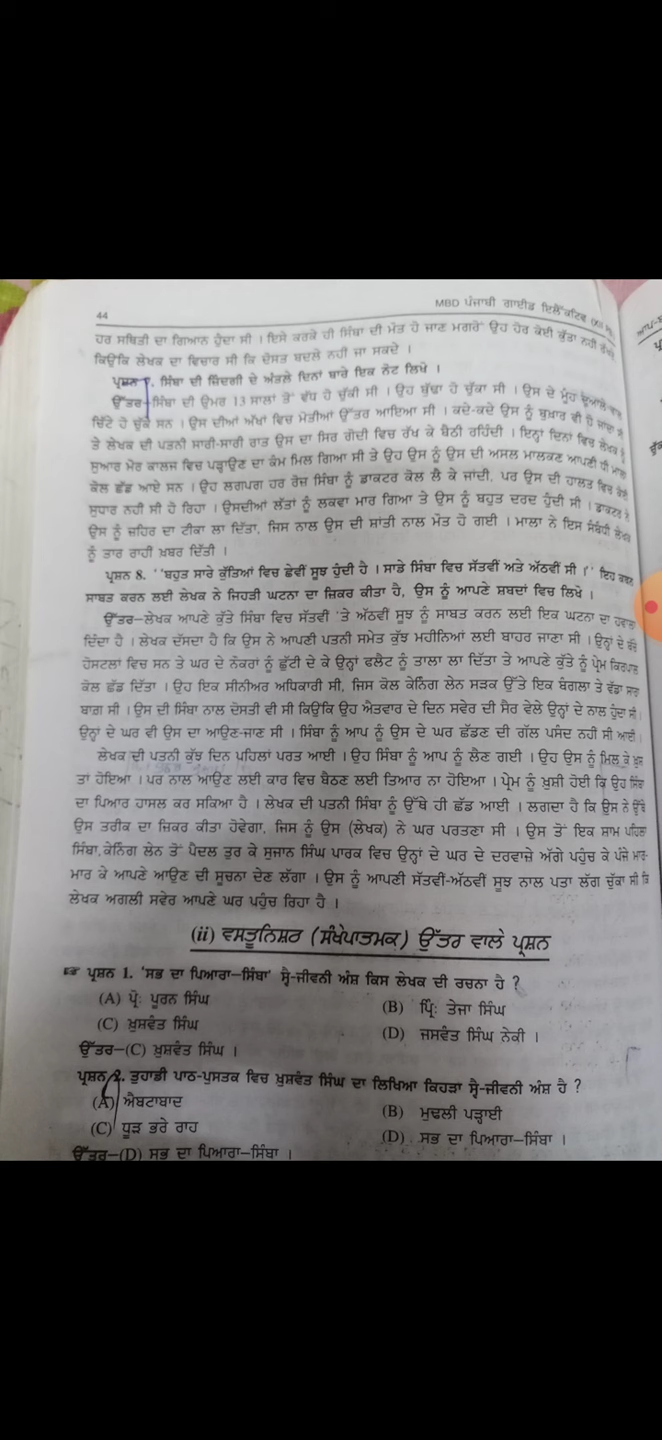 44
MBD ਪੰਜਾਬੀ ਗਾਈਡ ਇਲੈੱਕਟਿਵ
ਹਰ ਸਥਿਤੀ ਦਾ ਗਿਆਨ ਹੁੰਦਾ ਸੀ । ਇਸੇ ਕਰਕੇ ਹੀ ਸਿੰਬਾ ਦੀ ਮੌਤ ਹੋ ਜਾਣ ਮਗਰੋਂ ਉਹ ਹੋਰ ਕੋਈ ਕੁੱਤਾ ਨਹੀਂ
ਕਿਉਂਕਿ ਲੇਖਕ ਦਾ ਵਿਚਾਰ ਸੀ ਕਿ ਦੋਸਤ ਬਦਲੇ ਨਹੀਂ ਜਾ ਸਕਦੇ ।
ਪ੍ਰਸ਼ਨ 7. ਸਿੰਬਾ ਦੀ ਜ਼ਿੰਦਗੀ ਦੇ ਅੰਤਲੇ ਦਿਨਾਂ ਬਾਰੇ ਇਕ ਨੋਟ ਲਿਖੋ ।
ਉੱਤਰ–ਸਿੰਬਾ ਦੀ ਉਮਰ 13 ਸਾਲਾਂ ਤੋਂ ਵੱਧ ਹੋ ਚੁੱਕੀ ਸੀ । ਉਹ ਬੁੱਢਾ ਹੋ ਚੁੱਕਾ ਸੀ । ਉਸ ਦੇ ਮੂੰਹ ਦੁਆਲੇ
ਚਿੱਟੇ ਹੋ ਚੁੱਕੇ ਸਨ । ਉਸ ਦੀਆਂ ਅੱਖਾਂ ਵਿਚ ਮੋਤੀਆਂ ਉੱਤਰ ਆਇਆ ਸੀ । ਕਦੇ-ਕਦੇ ਉਸ ਨੂੰ ਬੁਖ਼ਾਰ ਵੀ ਹੋ ਜਾਂਦਾ ਸੀ
ਤੇ ਲੇਖਕ ਦੀ ਪਤਨੀ ਸਾਰੀ-ਸਾਰੀ ਰਾਤ ਉਸ ਦਾ ਸਿਰ ਗੋਦੀ ਵਿਚ ਰੱਖ ਕੇ ਬੈਠੀ ਰਹਿੰਦੀ । ਇਨ੍ਹਾਂ ਦਿਨਾਂ ਵਿਚ ਲੇਖਕ ਨੂੰ
ਸੁਆਰ ਮੋਰ ਕਾਲਜ ਵਿਚ ਪੜ੍ਹਾਉਣ ਦਾ ਕੰਮ ਮਿਲ ਗਿਆ ਸੀ ਤੇ ਉਹ ਉਸ ਨੂੰ ਉਸ ਦੀ ਅਸਲ ਮਾਲਕਣ ਆਪਣੀ ਧੀ ਮਾਲਾ
ਕੋਲ ਛੱਡ ਆਏ ਸਨ । ਉਹ ਲਗਪਗ ਹਰ ਰੋਜ਼ ਸਿੰਬਾ ਨੂੰ ਡਾਕਟਰ ਕੋਲ ਲੈ ਕੇ ਜਾਂਦੀ, ਪਰ ਉਸ ਦੀ ਹਾਲਤ ਵਿਚ ਕੋਈ
ਸੁਧਾਰ ਨਹੀਂ ਸੀ ਹੋ ਰਿਹਾ । ਉਸਦੀਆਂ ਲੱਤਾਂ ਨੂੰ ਲਕਵਾ ਮਾਰ ਗਿਆ ਤੇ ਉਸ ਨੂੰ ਬਹੁਤ ਦਰਦ ਹੁੰਦੀ ਸੀ । ਡਾਕਟਰ ਨੇ
ਉਸ ਨੂੰ ਜ਼ਹਿਰ ਦਾ ਟੀਕਾ ਲਾ ਦਿੱਤਾ, ਜਿਸ ਨਾਲ ਉਸ ਦੀ ਸ਼ਾਂਤੀ ਨਾਲ ਮੌਤ ਹੋ ਗਈ । ਮਾਲਾ ਨੇ ਇਸ ਸੰਬੰਧੀ ਲੇਖਕ
ਨੂੰ ਤਾਰ ਰਾਹੀਂ ਖ਼ਬਰ ਦਿੱਤੀ ।
ਪ੍ਰਸ਼ਨ 8. ''ਬਹੁਤ ਸਾਰੇ ਕੁੱਤਿਆਂ ਵਿਚ ਛੇਵੀਂ ਸੂਝ ਹੁੰਦੀ ਹੈ । ਸਾਡੇ ਸਿੰਬਾ ਵਿਚ ਸੱਤਵੀਂ ਅਤੇ ਅੱਠਵੀਂ ਸੀ ।'' ਇਹ ਕਥਨ
ਸਾਬਤ ਕਰਨ ਲਈ ਲੇਖਕ ਨੇ ਜਿਹੜੀ ਘਟਨਾ ਦਾ ਜ਼ਿਕਰ ਕੀਤਾ ਹੈ, ਉਸ ਨੂੰ ਆਪਣੇ ਸ਼ਬਦਾਂ ਵਿਚ ਲਿਖੋ ।
ਉੱਤਰ–ਲੇਖਕ ਆਪਣੇ ਕੁੱਤੇ ਸਿੰਬਾ ਵਿਚ ਸੱਤਵੀਂ 'ਤੇ ਅੱਠਵੀਂ ਸੂਝ ਨੂੰ ਸਾਬਤ ਕਰਨ ਲਈ ਇਕ ਘਟਨਾ ਦਾ ਹਵਾਲਾ
ਦਿੰਦਾ ਹੈ । ਲੇਖਕ ਦੱਸਦਾ ਹੈ ਕਿ ਉਸ ਨੇ ਆਪਣੀ ਪਤਨੀ ਸਮੇਤ ਕੁੱਝ ਮਹੀਨਿਆਂ ਲਈ ਬਾਹਰ ਜਾਣਾ ਸੀ । ਉਨ੍ਹਾਂ ਦੇ ਬੱਚੇ
ਹੋਸਟਲਾਂ ਵਿਚ ਸਨ ਤੇ ਘਰ ਦੇ ਨੌਕਰਾਂ ਨੂੰ ਛੁੱਟੀ ਦੇ ਕੇ ਉਨ੍ਹਾਂ ਫਲੈਟ ਨੂੰ ਤਾਲਾ ਲਾ ਦਿੱਤਾ ਤੇ ਆਪਣੇ ਕੁੱਤੇ ਨੂੰ ਪ੍ਰੇਮ ਕਿਰਪਾਲ
ਕੋਲ ਛੱਡ ਦਿੱਤਾ । ਉਹ ਇਕ ਸੀਨੀਅਰ ਅਧਿਕਾਰੀ ਸੀ, ਜਿਸ ਕੋਲ ਕੇਨਿੰਗ ਲੇਨ ਸੜਕ ਉੱਤੇ ਇਕ ਬੰਗਲਾ ਤੇ ਵੱਡਾ ਸਾਰਾ
ਬਾਗ਼ ਸੀ । ਉਸ ਦੀ ਸਿੰਬਾ ਨਾਲ ਦੋਸਤੀ ਵੀ ਸੀ ਕਿਉਂਕਿ ਉਹ ਐਤਵਾਰ ਦੇ ਦਿਨ ਸਵੇਰ ਦੀ ਸੈਰ ਵੇਲੇ ਉਨ੍ਹਾਂ ਦੇ ਨਾਲ ਹੁੰਦਾ ਸੀ।
ਉਨ੍ਹਾਂ ਦੇ ਘਰ ਵੀ ਉਸ ਦਾ ਆਉਣ-ਜਾਣ ਸੀ । ਸਿੰਬਾ ਨੂੰ ਆਪ ਨੂੰ ਉਸ ਦੇ ਘਰ ਛੱਡਣ ਦੀ ਗੱਲ ਪਸੰਦ ਨਹੀਂ ਸੀ ਆਈ।
ਲੇਖਕ ਦੀ ਪਤਨੀ ਕੁੱਝ ਦਿਨ ਪਹਿਲਾਂ ਪਰਤ ਆਈ । ਉਹ ਸਿੰਬਾ ਨੂੰ ਆਪ ਨੂੰ ਲੈਣ ਗਈ । ਉਹ ਉਸ ਨੂੰ ਮਿਲ ਕੇ ਖ਼ੁਸ਼
ਤਾਂ ਹੋਇਆ । ਪਰ ਨਾਲ ਆਉਣ ਲਈ ਕਾਰ ਵਿਚ ਬੈਠਣ ਲਈ ਤਿਆਰ ਨਾ ਹੋਇਆ । ਪ੍ਰੇਮ ਨੂੰ ਖ਼ੁਸ਼ੀ ਹੋਈ ਕਿ ਉਹ ਸਿੰਬਾ
ਦਾ ਪਿਆਰ ਹਾਸਲ ਕਰ ਸਕਿਆ ਹੈ । ਲੇਖਕ ਦੀ ਪਤਨੀ ਸਿੰਬਾ ਨੂੰ ਉੱਥੇ ਹੀ ਛੱਡ ਆਈ । ਲਗਦਾ ਹੈ ਕਿ ਉਸ ਨੇ ਉੱਥੇ
ਉਸ ਤਰੀਕ ਦਾ ਜ਼ਿਕਰ ਕੀਤਾ ਹੋਵੇਗਾ, ਜਿਸ ਨੂੰ ਉਸ (ਲੇਖਕ) ਨੇ ਘਰ ਪਰਤਣਾ ਸੀ । ਉਸ ਤੋਂ ਇਕ ਸ਼ਾਮ ਪਹਿਲਾਂ
ਸਿੰਬਾ, ਕੇਨਿੰਗ ਲੇਨ ਤੋਂ ਪੈਦਲ ਤੁਰ ਕੇ ਸੁਜਾਨ ਸਿੰਘ ਪਾਰਕ ਵਿਚ ਉਨ੍ਹਾਂ ਦੇ ਘਰ ਦੇ ਦਰਵਾਜ਼ੇ ਅੱਗੇ ਪਹੁੰਚ ਕੇ ਪੰਜੇ ਮਾਰ-
ਮਾਰ ਕੇ ਆਪਣੇ ਆਉਣ ਦੀ ਸੂਚਨਾ ਦੇਣ ਲੱਗਾ । ਉਸ ਨੂੰ ਆਪਣੀ ਸੱਤਵੀਂ-ਅੱਠਵੀਂ ਸੂਝ ਨਾਲ ਪਤਾ ਲੱਗ ਚੁੱਕਾ ਸੀ ਕਿ
ਲੇਖਕ ਅਗਲੀ ਸਵੇਰ ਆਪਣੇ ਘਰ ਪਹੁੰਚ ਰਿਹਾ ਹੈ ।
(ii) ਵਸਤੂਨਿਸ਼ਠ (ਸੰਖੇਪਾਤਮਕ) ਉੱਤਰ ਵਾਲੇ ਪ੍ਰਸ਼ਨ
ਪ੍ਰਸ਼ਨ 1. 'ਸਭ ਦਾ ਪਿਆਰਾ–ਸਿੰਬਾ' ਸ੍ਵੈ-ਜੀਵਨੀ ਅੰਸ਼ ਕਿਸ ਲੇਖਕ ਦੀ ਰਚਨਾ ਹੈ ?
(A) ਪ੍ਰੋ: ਪੂਰਨ ਸਿੰਘ
(B) ਪ੍ਰਿੰ: ਤੇਜਾ ਸਿੰਘ
(C) ਖ਼ੁਸ਼ਵੰਤ ਸਿੰਘ
(D) ਜਸਵੰਤ ਸਿੰਘ ਨੇਕੀ ।
ਉੱਤਰ–(C) ਖ਼ੁਸ਼ਵੰਤ ਸਿੰਘ ।
ਪ੍ਰਸ਼ਨ 2. ਤੁਹਾਡੀ ਪਾਠ-ਪੁਸਤਕ ਵਿਚ ਖ਼ੁਸ਼ਵੰਤ ਸਿੰਘ ਦਾ ਲਿਖਿਆ ਕਿਹੜਾ ਸ੍ਵੈ-ਜੀਵਨੀ ਅੰਸ਼ ਹੈ ?
(A) ਐਬਟਾਬਾਦ
(B) ਮੁਢਲੀ ਪੜ੍ਹਾਈ
(C) ਧੂੜ ਭਰੇ ਰਾਹ
(D) ਸਭ ਦਾ ਪਿਆਰਾ–ਸਿੰਬਾ ।
ਉੱਤਰ–(D) ਸਭ ਦਾ ਪਿਆਰਾ–ਸਿੰਬਾ ।